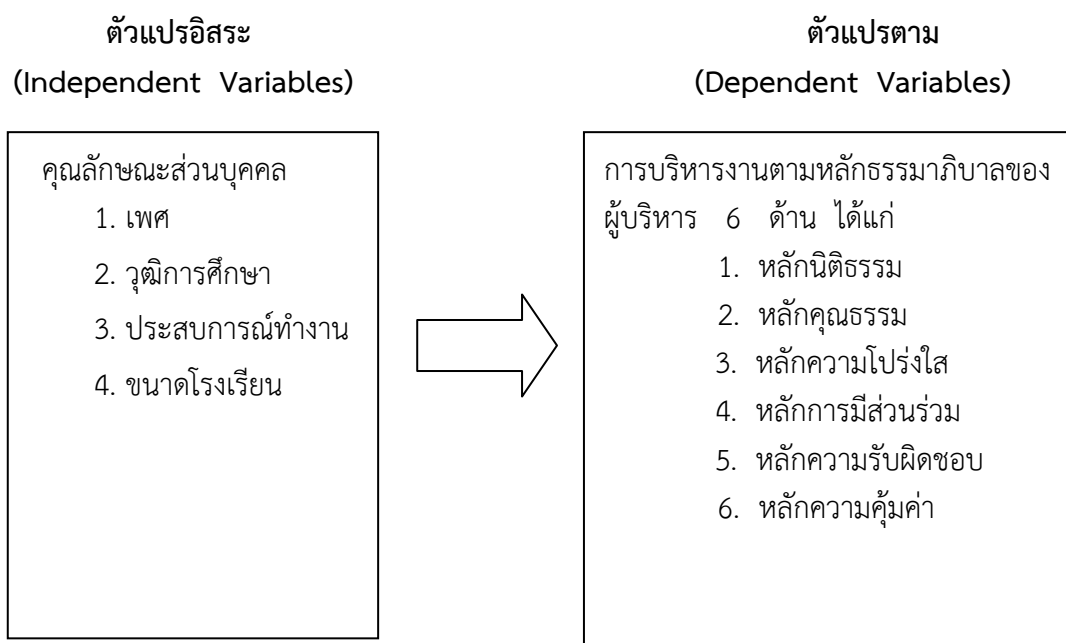 ตัวแปรอิสระ
(Independent Variables)
คุณลักษณะส่วนบุคคล
1. เพศ
2. วุฒิการศึกษา
3. ประสบการณ์ทำงาน
4. ขนาดโรงเรียน
ตัวแปรตาม
(Dependent Variables)
การบริหารงานตามหลักธรรมาภิบาลของ
ผู้บริหาร 6 ด้าน ได้แก่
1. หลักนิติธรรม
2. หลักคุณธรรม
3. หลักความโปร่งใส
4. หลักการมีส่วนร่วม
5. หลักความรับผิดชอบ
6. หลักความคุ้มค่า